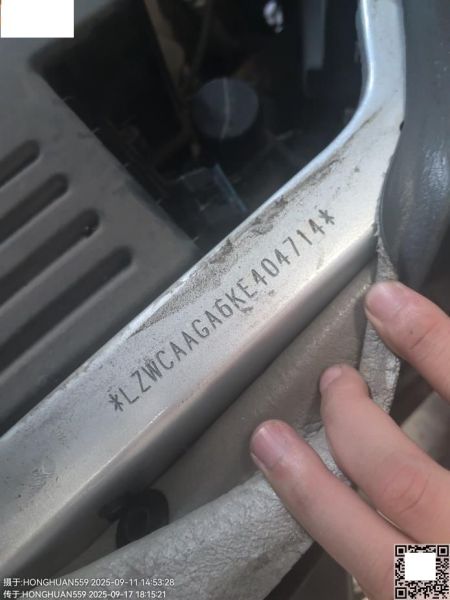 *LZWCAAGA6KE404714*
摄于:HONGHUAN559 2025-09-11 14:53:28
传于:HONGHUAN559 2025-09-17 18:15:21